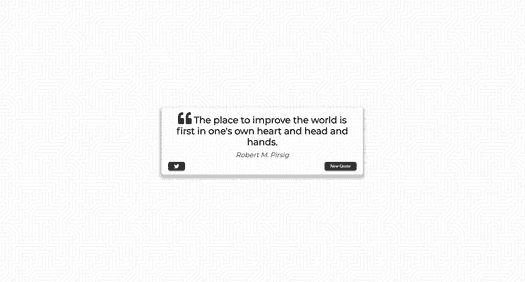 “ The place to improve the world is
first in one's own heart and head and
hands.
Robert M. Pirsig
New Quote